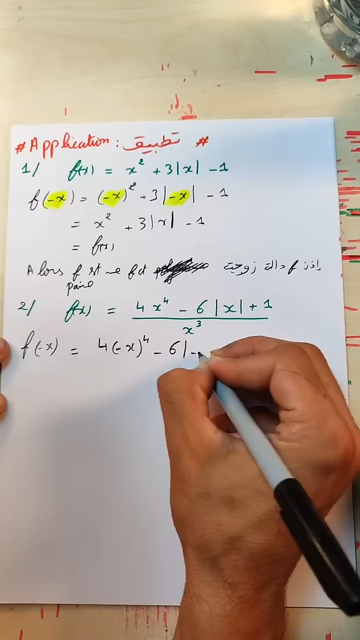 # Application : تطبيق #
1/ f(x) = x² + 3|x| - 1
f(-x) = (-x)² + 3|-x| - 1
= x² + 3|x| - 1
= f(x)
Alors f st une fct إذن f دالة زوجية
paire
2/ f(x) = (4x⁴ - 6|x| + 1) / x³
f(-x) = 4(-x)⁴ - 6|-